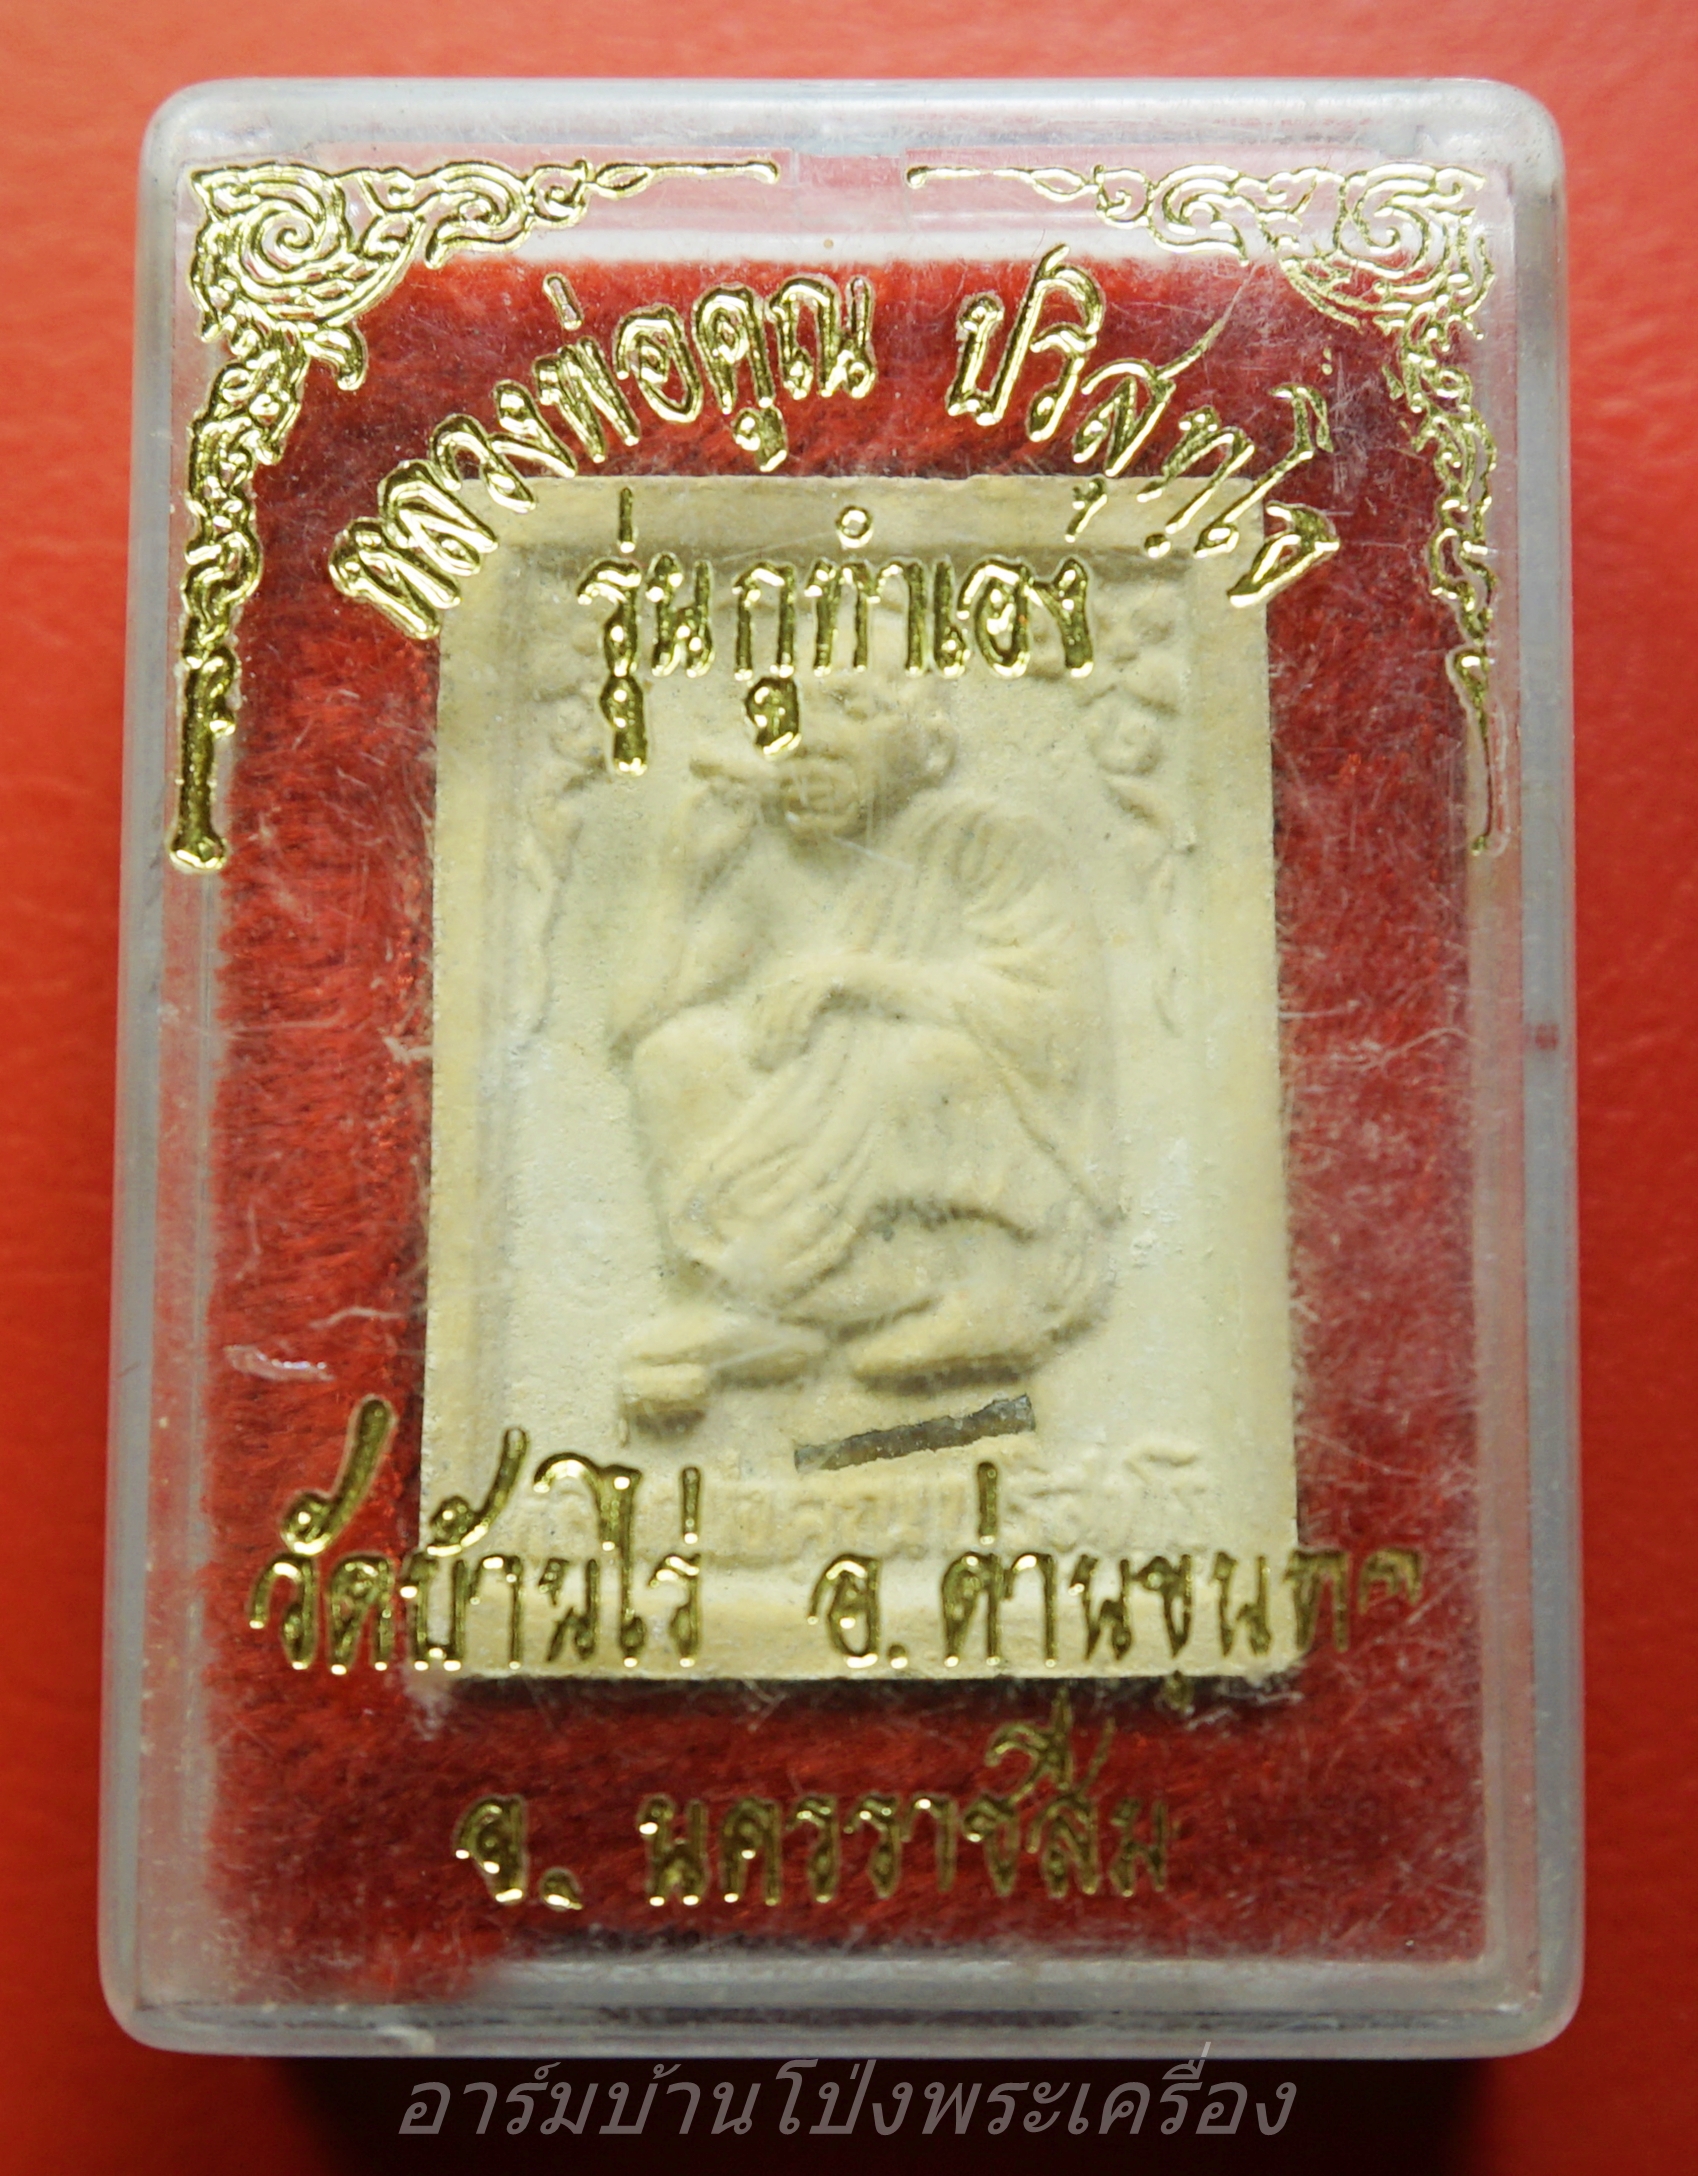 หลวงพ่อคูณ ปริสุทฺโธ
รุ่นกูทำเอง
วัดบ้านไร่ อ.ด่านขุนทด
จ. นครราชสีม
อาร์มบ้านโป่งพระเครื่อง